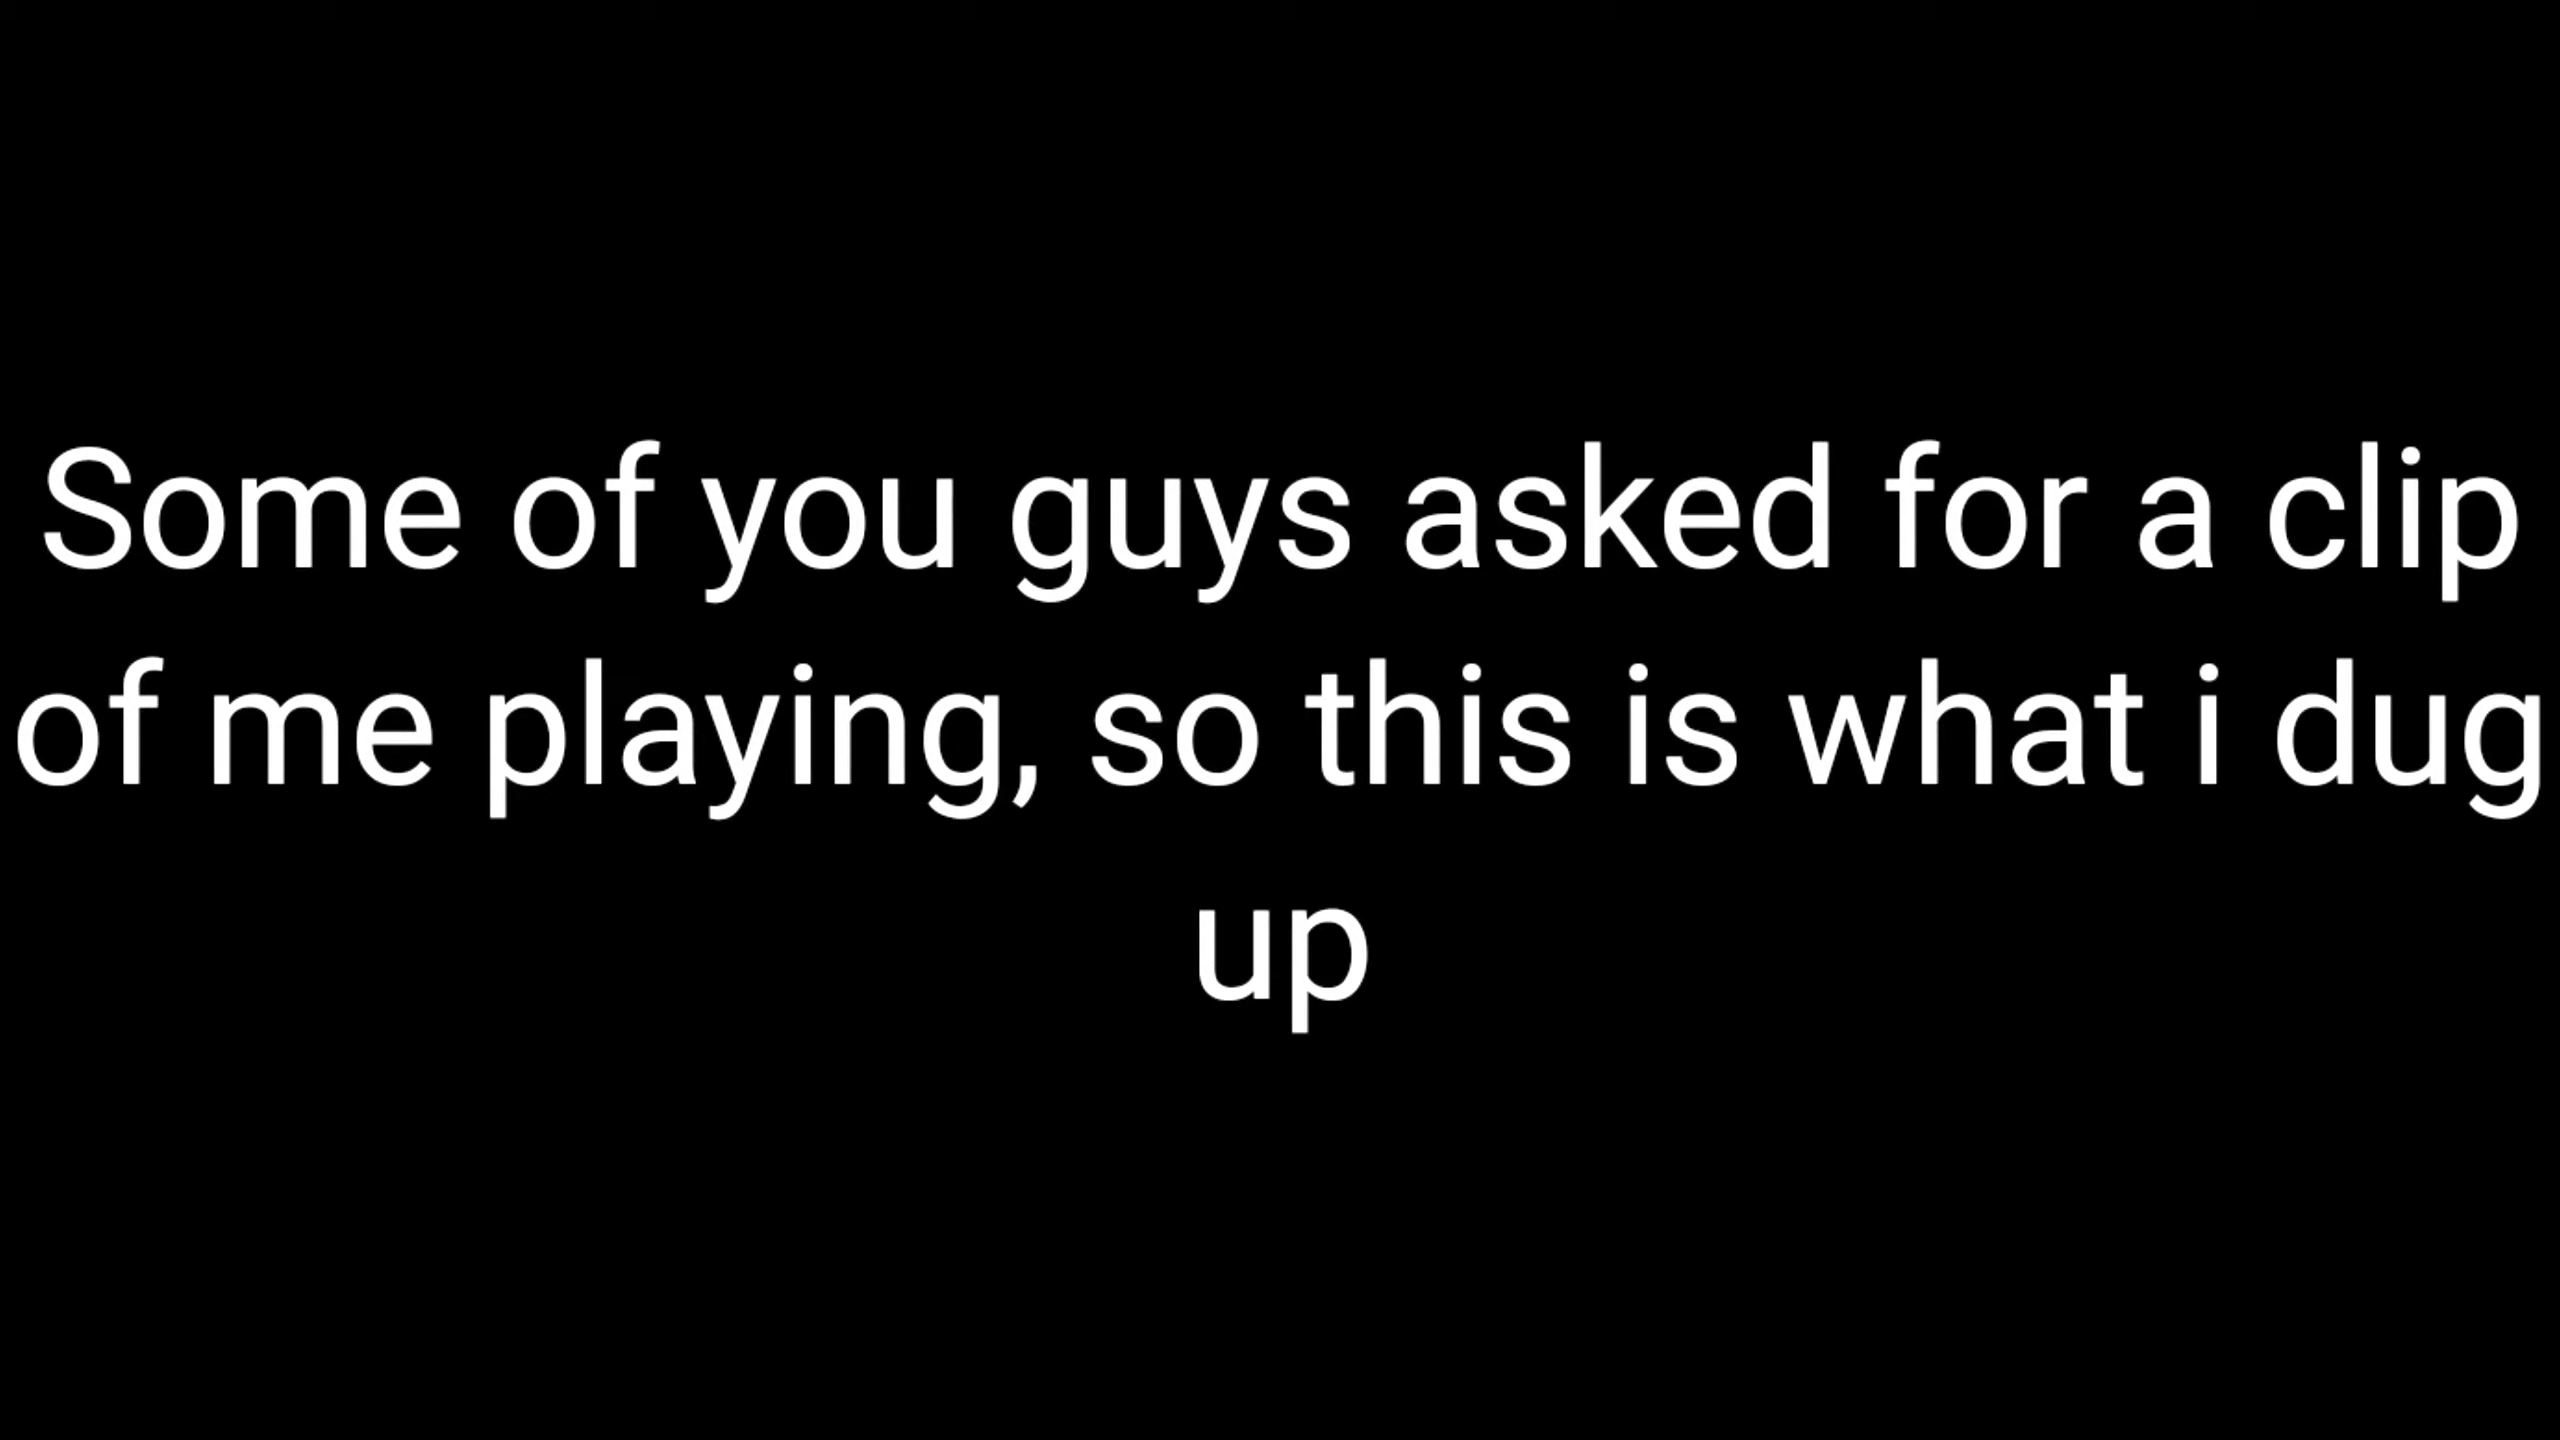 Some of you guys asked for a clip
of me playing, so this is what i dug
up